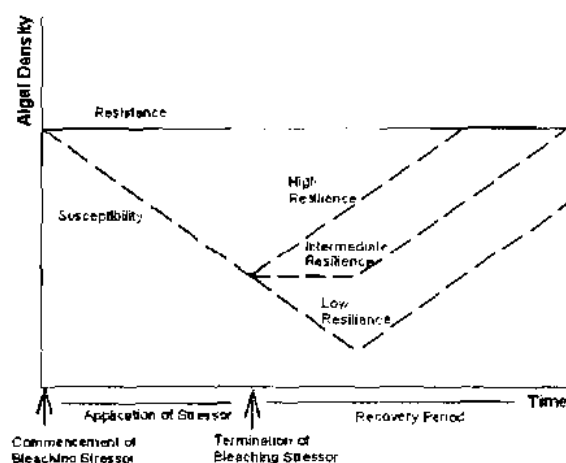 Algal Density
Resistance
High
Resilience
Susceptibility
Intermediate
Resilience
Low
Resilience
Time
Application of Stressor
Recovery Period
Commencement of
Bleaching Stressor
Termination of
Bleaching Stressor